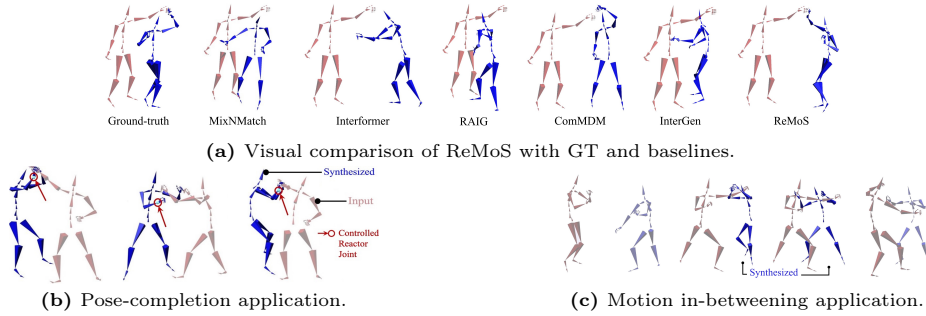 Ground-truth MixNMatch Interformer RAIG ComMDM InterGen ReMoS
(a) Visual comparison of ReMoS with GT and baselines.
Synthesized
Input
Controlled
Reactor
Joint
Synthesized
(b) Pose-completion application.
(c) Motion in-betweening application.